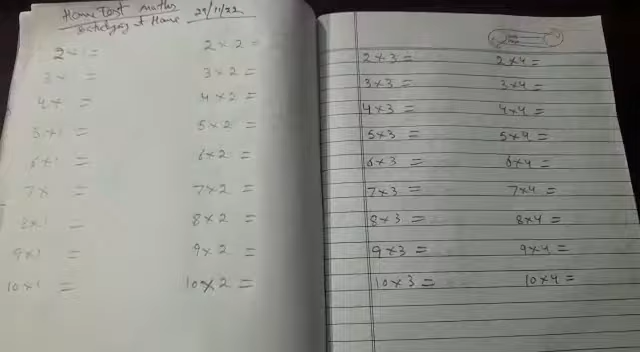 Home Test maths 29/11/22
at Home
2 × 1 = 2 × 2 =
3 × = 3 × 2 =
4 × = 4 × 2 =
5 × 1 = 5 × 2 =
6 × 1 = 6 × 2 =
7 × = 7 × 2 =
8 × 1 = 8 × 2 =
9 × 1 = 9 × 2 =
10 × 1 = 10 × 2 =
2 × 3 = 2 × 4 =
3 × 3 = 3 × 4 =
4 × 3 = 4 × 4 =
5 × 3 = 5 × 4 =
6 × 3 = 6 × 4 =
7 × 3 = 7 × 4 =
8 × 3 = 8 × 4 =
9 × 3 = 9 × 4 =
10 × 3 = 10 × 4 =